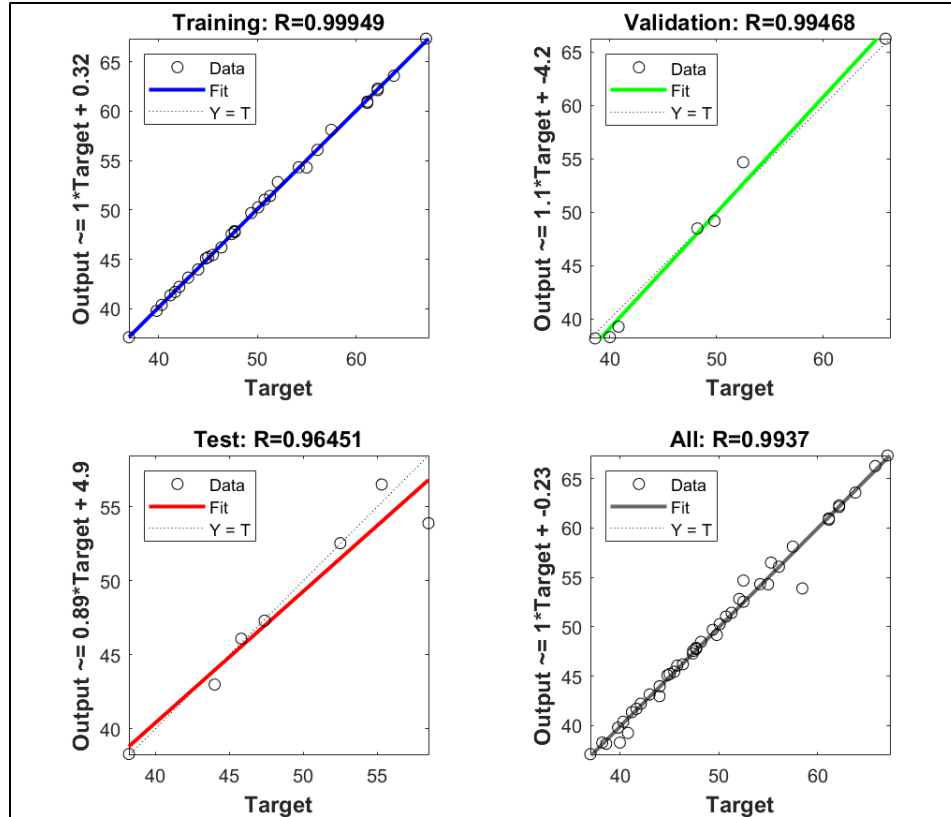 Training: R=0.99949
Output ~= 1*Target + 0.32
65
60
55
50
45
40
Data
Fit
Y = T
40
50
60
Target
Validation: R=0.99468
Output ~= 1.1*Target + -4.2
65
60
55
50
45
40
Data
Fit
Y = T
40
50
60
Target
Test: R=0.96451
Output ~= 0.89*Target + 4.9
55
50
45
40
Data
Fit
Y = T
40
45
50
55
Target
All: R=0.9937
Output ~= 1*Target + -0.23
65
60
55
50
45
40
Data
Fit
Y = T
40
50
60
Target